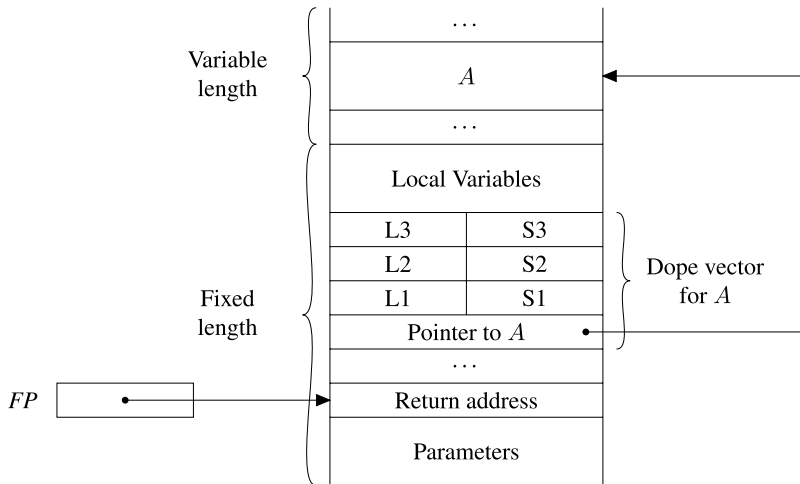 ...
Variable
length
A
...
Local Variables
L3 S3
L2 S2
L1 S1
Dope vector
for A
Fixed
length
Pointer to A
...
FP
Return address
Parameters